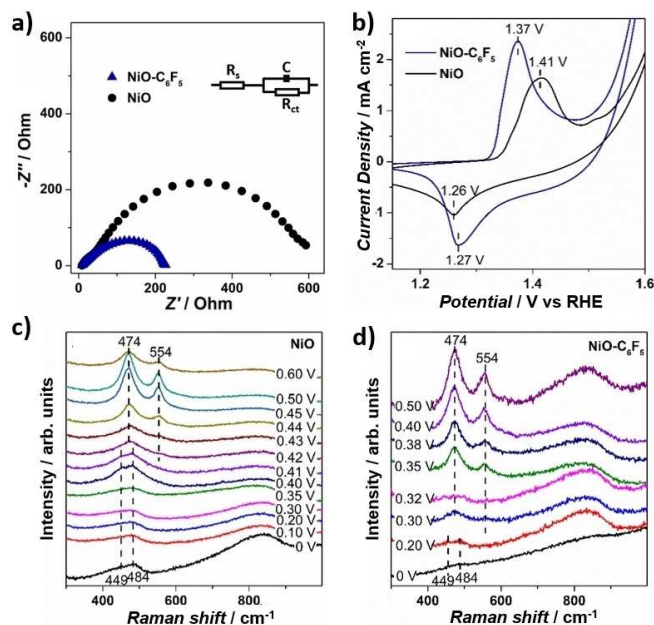 a)
600
400
200
0
-Z″ / Ohm
NiO-C₆F₅
NiO
Rs
C
Rct
0 200 400 600
Z′ / Ohm
b)
NiO-C₆F₅
NiO
1.37 V
1.41 V
1.26 V
1.27 V
2
1
0
1
-2
Current Density / mA cm⁻²
1.2 1.4 1.6
Potential / V vs RHE
c)
NiO
474
554
0.60 V
0.50 V
0.45 V
0.44 V
0.43 V
0.42 V
0.41 V
0.40 V
0.35 V
0.30 V
0.20 V
0.10 V
0 V
449 484
Intensity / arb. units
400 600 800
Raman shift / cm⁻¹
d)
NiO-C₆F₅
474
554
0.50 V
0.40 V
0.38 V
0.35 V
0.32 V
0.30 V
0.20 V
0 V
449 484
Intensity / arb. units
400 600 800
Raman shift / cm⁻¹